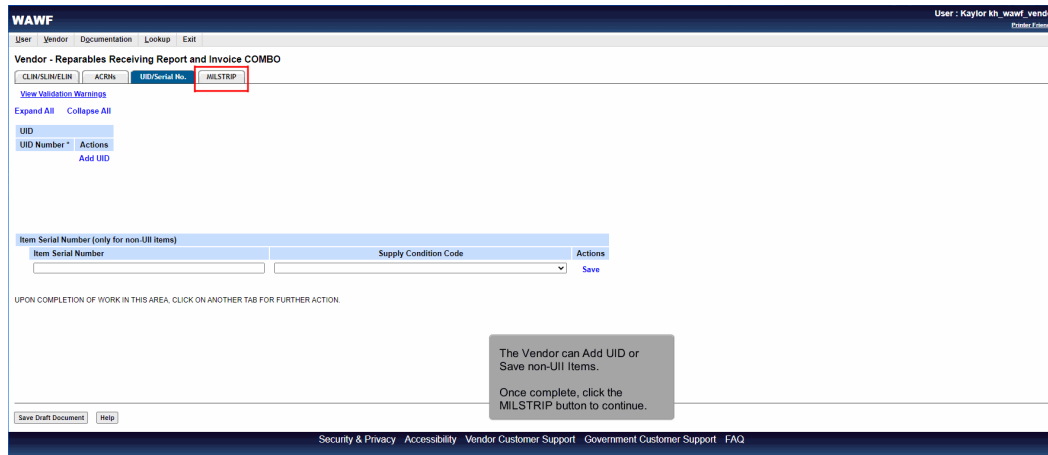 WAWF
User : Kaylor kh_wawf_vend
Printer Frien
User Vendor Documentation Lookup Exit
Vendor - Reparables Receiving Report and Invoice COMBO
CLIN/SLIN/ELIN ACRNs UID/Serial No. MILSTRIP
View Validation Warnings
Expand All Collapse All
UID
UID Number * Actions
Add UID
Item Serial Number (only for non-UII items)
Item Serial Number Supply Condition Code Actions
Save
UPON COMPLETION OF WORK IN THIS AREA, CLICK ON ANOTHER TAB FOR FURTHER ACTION.
The Vendor can Add UID or
Save non-UII Items.
Once complete, click the
MILSTRIP button to continue.
Save Draft Document Help
Security & Privacy Accessibility Vendor Customer Support Government Customer Support FAQ